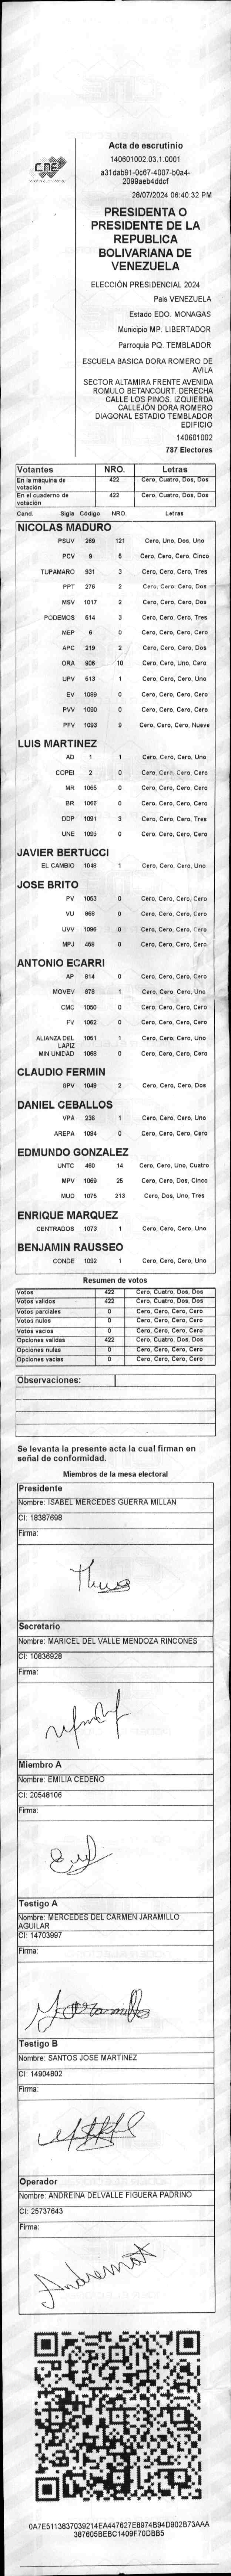 Acta de escrutinio
140601002.03.1.0001
a31dab91-0c67-4007-b0a4-
2099aeb4ddcf
28/07/2024 06:40:32 PM
CNE
PRESIDENTA O
PRESIDENTE DE LA
REPUBLICA
BOLIVARIANA DE
VENEZUELA
ELECCIÓN PRESIDENCIAL 2024
Pais VENEZUELA
Estado EDO. MONAGAS
Municipio MP. LIBERTADOR
Parroquia PQ. TEMBLADOR
ESCUELA BASICA DORA ROMERO DE
AVILA
SECTOR ALTAMIRA FRENTE AVENIDA
ROMULO BETANCOURT. DERECHA
CALLE LOS PINOS. IZQUIERDA
CALLEJÓN DORA ROMERO
DIAGONAL ESTADIO TEMBLADOR
EDIFICIO
140601002
787 Electores
Votantes NRO. Letras
En la máquina de votación 422 Cero, Cuatro, Dos, Dos
En el cuaderno de votación 422 Cero, Cuatro, Dos, Dos
Cand. Sigla Código NRO. Letras
NICOLAS MADURO
PSUV 269 121 Cero, Uno, Dos, Uno
PCV 9 5 Cero, Cero, Cero, Cinco
TUPAMARO 931 3 Cero, Cero, Cero, Tres
PPT 276 2 Cero, Cero, Cero, Dos
MSV 1017 2 Cero, Cero, Cero, Dos
PODEMOS 514 3 Cero, Cero, Cero, Tres
MEP 6 0 Cero, Cero, Cero, Cero
APC 219 2 Cero, Cero, Cero, Dos
ORA 906 10 Cero, Cero, Uno, Cero
UPV 513 1 Cero, Cero, Cero, Uno
EV 1089 0 Cero, Cero, Cero, Cero
PVV 1090 0 Cero, Cero, Cero, Cero
PFV 1093 9 Cero, Cero, Cero, Nueve
LUIS MARTINEZ
AD 1 1 Cero, Cero, Cero, Uno
COPEI 2 0 Cero, Cero, Cero, Cero
MR 1065 0 Cero, Cero, Cero, Cero
BR 1066 0 Cero, Cero, Cero, Cero
DDP 1091 3 Cero, Cero, Cero, Tres
UNE 1095 0 Cero, Cero, Cero, Cero
JAVIER BERTUCCI
EL CAMBIO 1048 1 Cero, Cero, Cero, Uno
JOSE BRITO
PV 1053 0 Cero, Cero, Cero, Cero
VU 968 0 Cero, Cero, Cero, Cero
UVV 1096 0 Cero, Cero, Cero, Cero
MPJ 458 0 Cero, Cero, Cero, Cero
ANTONIO ECARRI
AP 814 0 Cero, Cero, Cero, Cero
MOVEV 878 1 Cero, Cero, Cero, Uno
CMC 1050 0 Cero, Cero, Cero, Cero
FV 1062 0 Cero, Cero, Cero, Cero
ALIANZA DEL LAPIZ 1051 1 Cero, Cero, Cero, Uno
MIN UNIDAD 1068 0 Cero, Cero, Cero, Cero
CLAUDIO FERMIN
SPV 1049 2 Cero, Cero, Cero, Dos
DANIEL CEBALLOS
VPA 236 1 Cero, Cero, Cero, Uno
AREPA 1094 0 Cero, Cero, Cero, Cero
EDMUNDO GONZALEZ
UNTC 460 14 Cero, Cero, Uno, Cuatro
MPV 1069 25 Cero, Cero, Dos, Cinco
MUD 1075 213 Cero, Dos, Uno, Tres
ENRIQUE MARQUEZ
CENTRADOS 1073 1 Cero, Cero, Cero, Uno
BENJAMIN RAUSSEO
CONDE 1092 1 Cero, Cero, Cero, Uno
Resumen de votos
Votos 422 Cero, Cuatro, Dos, Dos
Votos validos 422 Cero, Cuatro, Dos, Dos
Votos parciales 0 Cero, Cero, Cero, Cero
Votos nulos 0 Cero, Cero, Cero, Cero
Votos vacios 0 Cero, Cero, Cero, Cero
Opciones validas 422 Cero, Cuatro, Dos, Dos
Opciones nulas 0 Cero, Cero, Cero, Cero
Opciones vacias 0 Cero, Cero, Cero, Cero
Observaciones:
Se levanta la presente acta la cual firman en
señal de conformidad.
Miembros de la mesa electoral
Presidente
Nombre: ISABEL MERCEDES GUERRA MILLAN
CI: 18387698
Firma:
Secretario
Nombre: MARICEL DEL VALLE MENDOZA RINCONES
CI: 10836928
Firma:
Miembro A
Nombre: EMILIA CEDEÑO
CI: 20548106
Firma:
Testigo A
Nombre: MERCEDES DEL CARMEN JARAMILLO
AGUILAR
CI: 14703997
Firma:
Testigo B
Nombre: SANTOS JOSE MARTINEZ
CI: 14904802
Firma:
Operador
Nombre: ANDREINA DELVALLE FIGUERA PADRINO
CI: 25737643
Firma:
0A7E5113837039214EA447627E8974B94D902B73AAA
387605BEBC1409F70DBB5